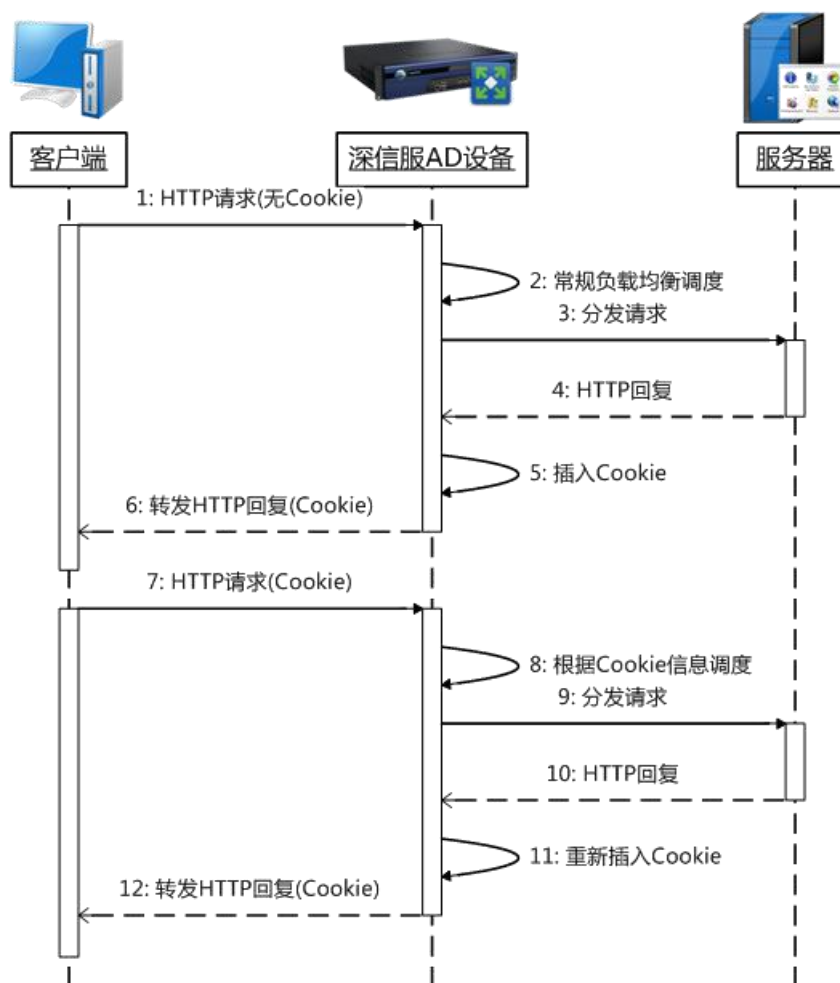 客户端
深信服AD设备
服务器
1: HTTP请求(无Cookie)
2: 常规负载均衡调度
3: 分发请求
4: HTTP回复
5: 插入Cookie
6: 转发HTTP回复(Cookie)
7: HTTP请求(Cookie)
8: 根据Cookie信息调度
9: 分发请求
10: HTTP回复
11: 重新插入Cookie
12: 转发HTTP回复(Cookie)